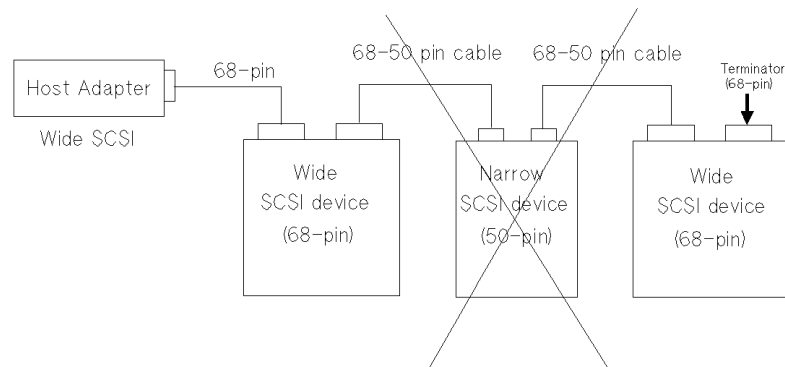 Host Adapter
Wide SCSI
68-pin
68-50 pin cable
68-50 pin cable
Terminator
(68-pin)
Wide
SCSI device
(68-pin)
Narrow
SCSI device
(50-pin)
Wide
SCSI device
(68-pin)